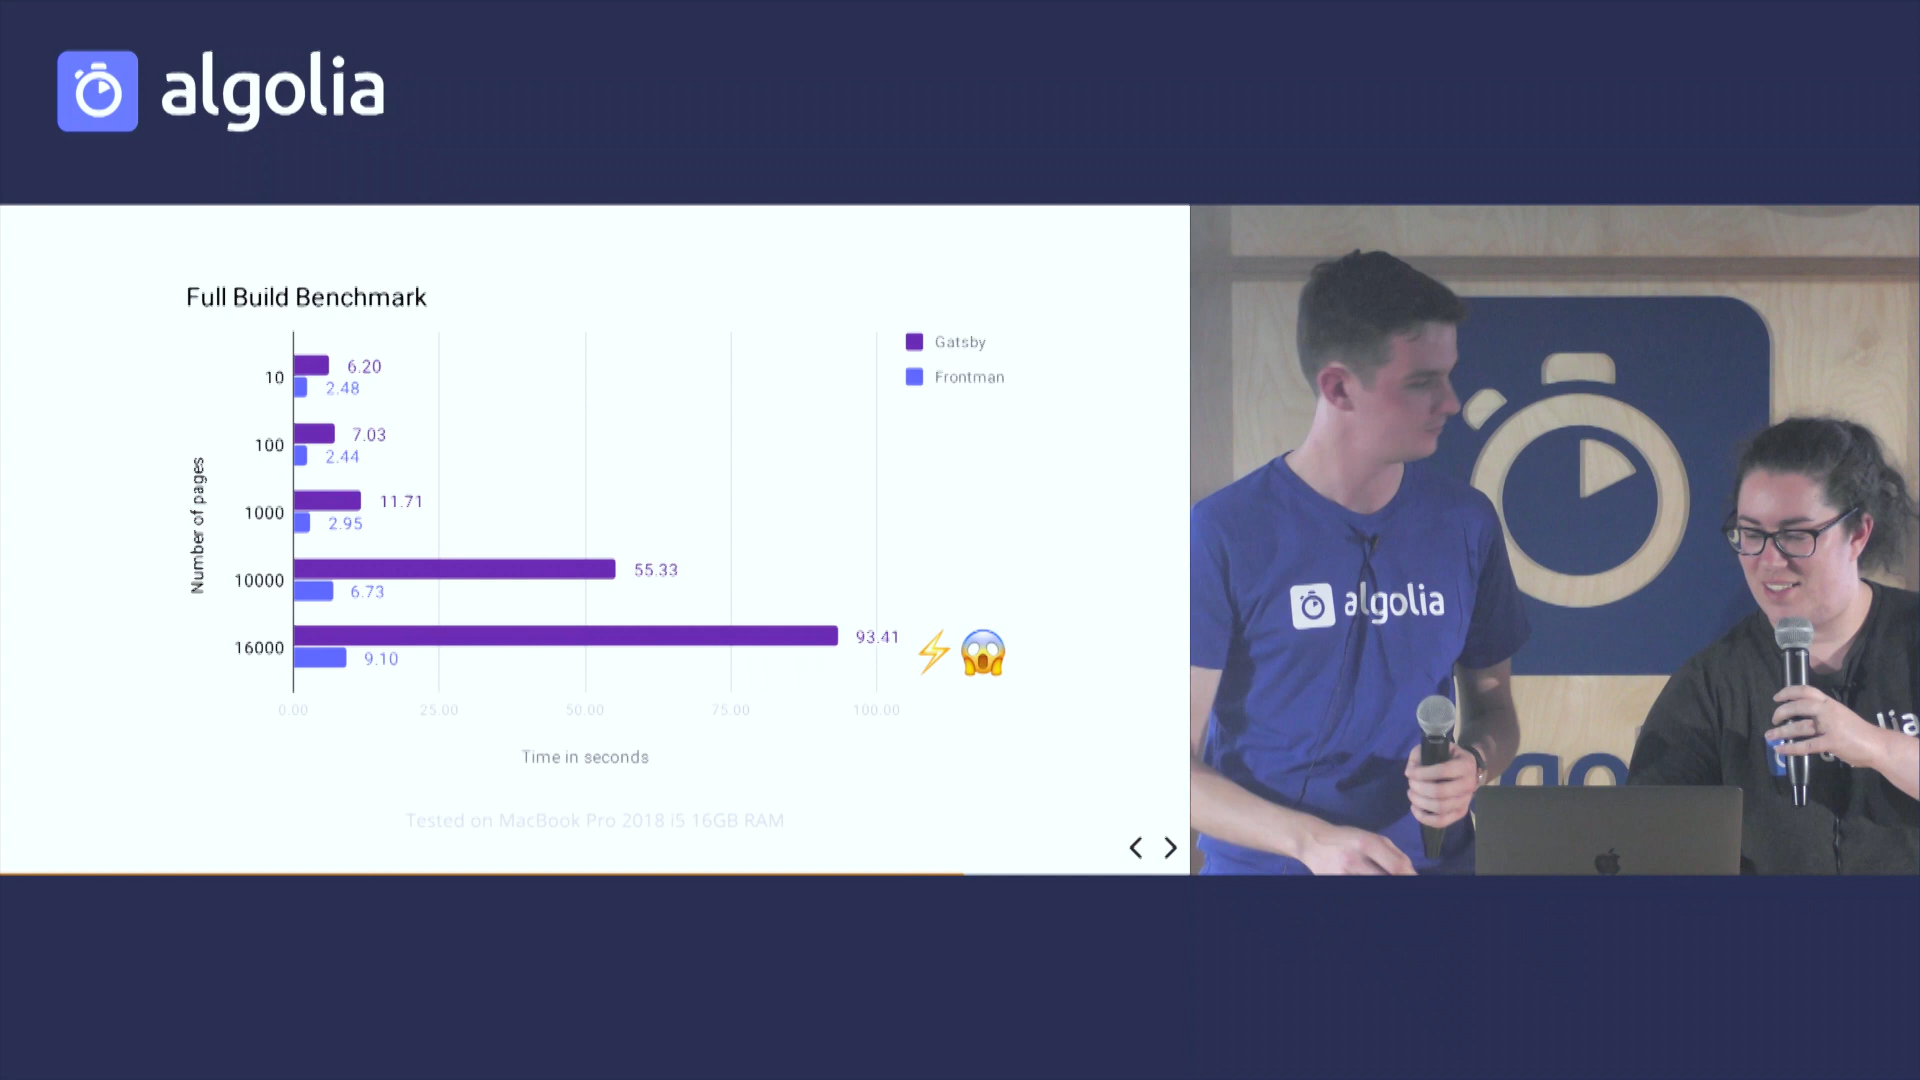 algolia
Full Build Benchmark
Gatsby
Frontman
Number of pages
10
6.20
2.48
100
7.03
2.44
1000
11.71
2.95
10000
55.33
6.73
16000
93.41
9.10
0.00 25.00 50.00 75.00 100.00
Time in seconds
Tested on MacBook Pro 2018 i5 16GB RAM
algolia